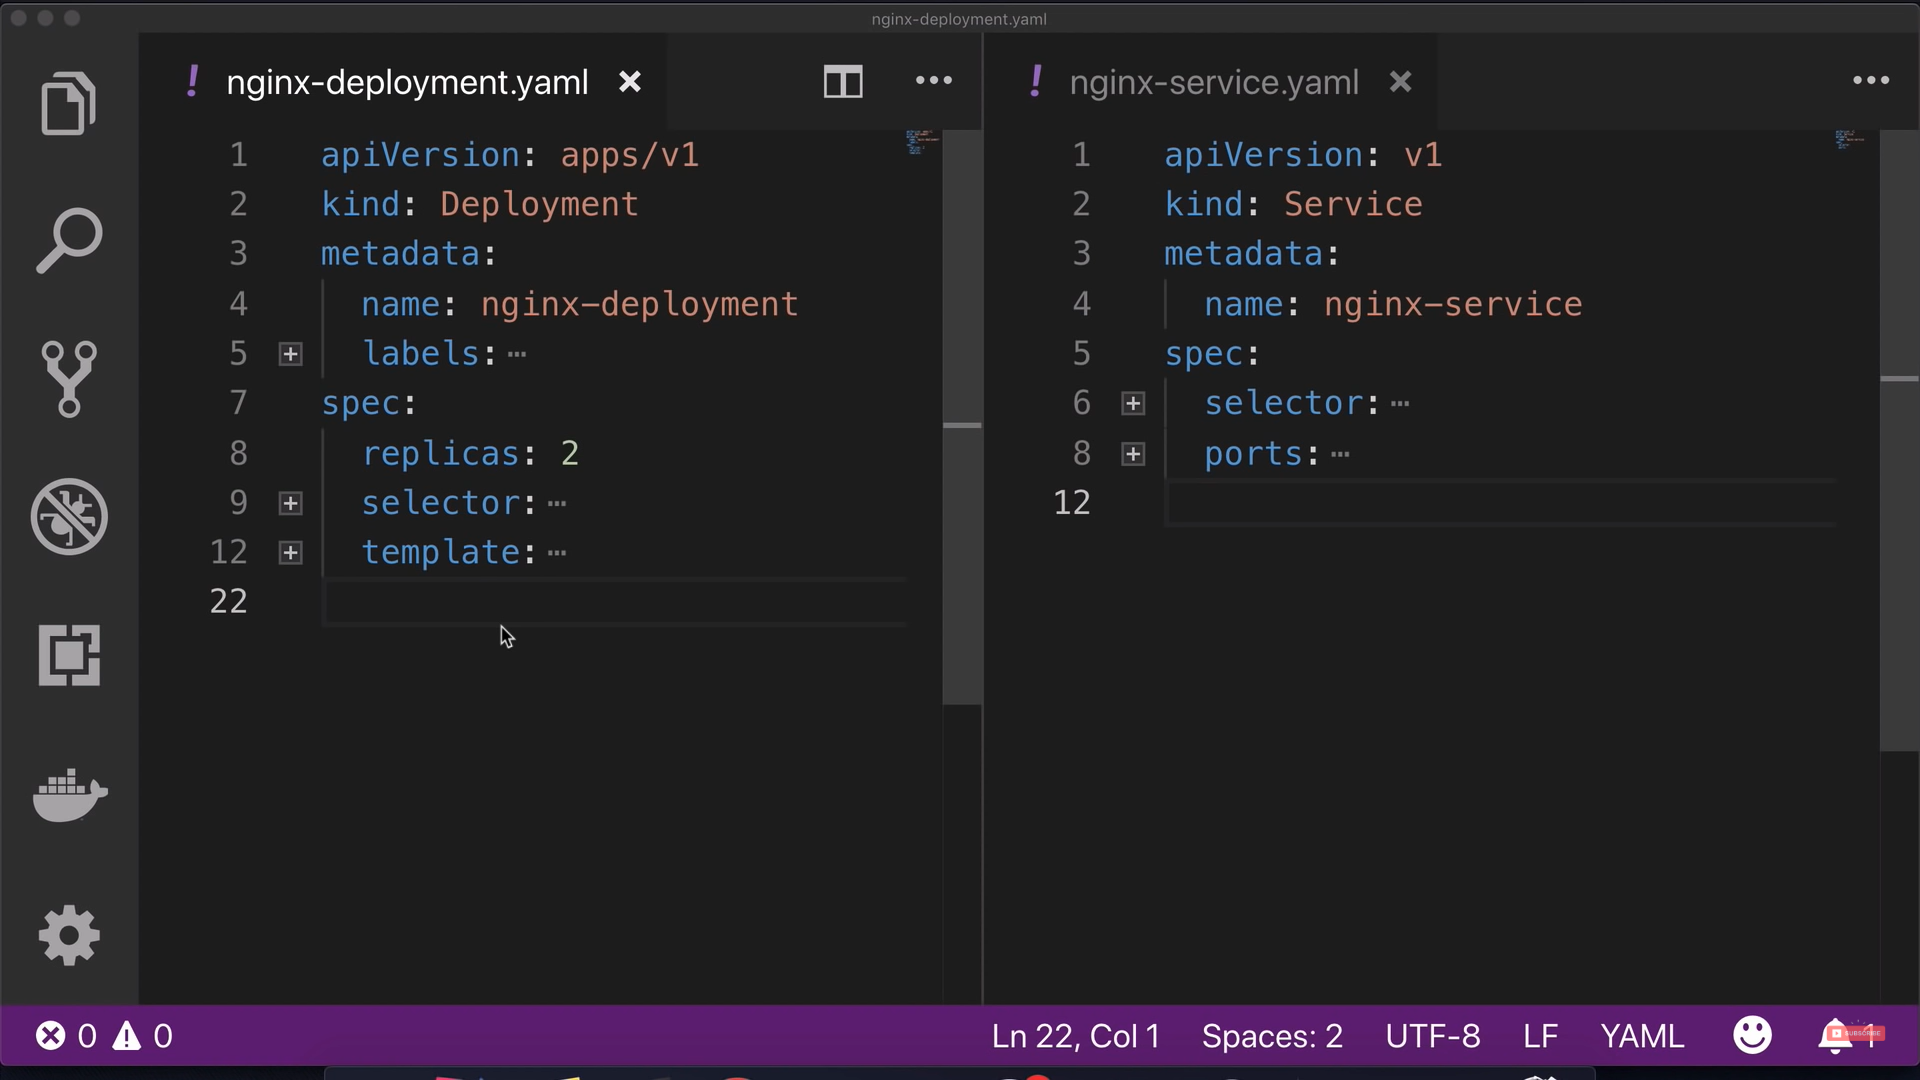 nginx-deployment.yaml
! nginx-deployment.yaml
1 apiVersion: apps/v1
2 kind: Deployment
3 metadata:
4 name: nginx-deployment
5 labels: ⋯
7 spec:
8 replicas: 2
9 selector: ⋯
12 template: ⋯
22
! nginx-service.yaml
1 apiVersion: v1
2 kind: Service
3 metadata:
4 name: nginx-service
5 spec:
6 selector: ⋯
8 ports: ⋯
12
0 0 Ln 22, Col 1 Spaces: 2 UTF-8 LF YAML 1
SUBSCRIBE